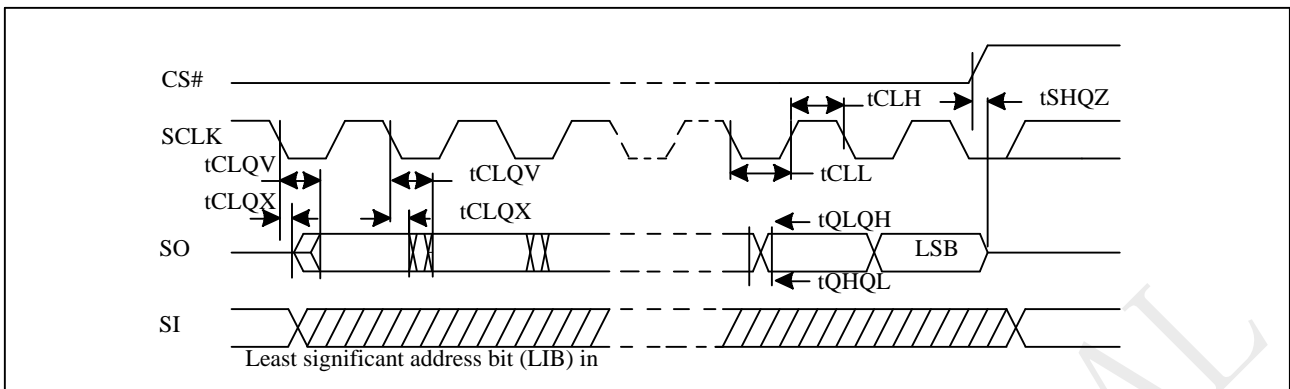 CS#
tCLH
tSHQZ
SCLK
tCLQV
tCLQV
tCLL
tCLQX
tCLQX
tQLQH
SO
LSB
tQHQL
SI
Least significant address bit (LIB) in
AL